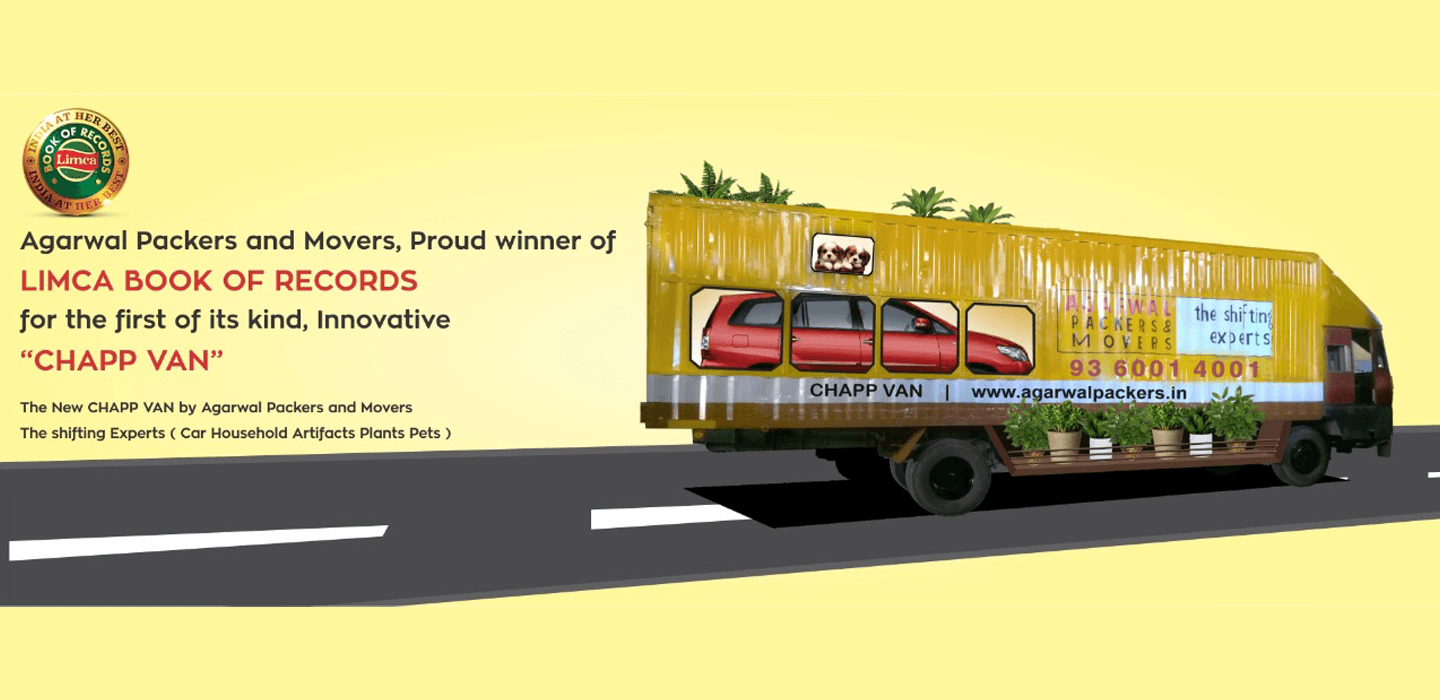 INDIA AT HER BEST
BOOK OF RECORDS
Limca
INDIA AT HER BEST
Agarwal Packers and Movers, Proud winner of
LIMCA BOOK OF RECORDS
for the first of its kind, Innovative
“CHAPP VAN”
The New CHAPP VAN by Agarwal Packers and Movers
The shifting Experts ( Car Household Artifacts Plants Pets )
AGARWAL
PACKERS&
MOVERS
the shifting
experts
93 6001 4001
CHAPP VAN | www.agarwalpackers.in